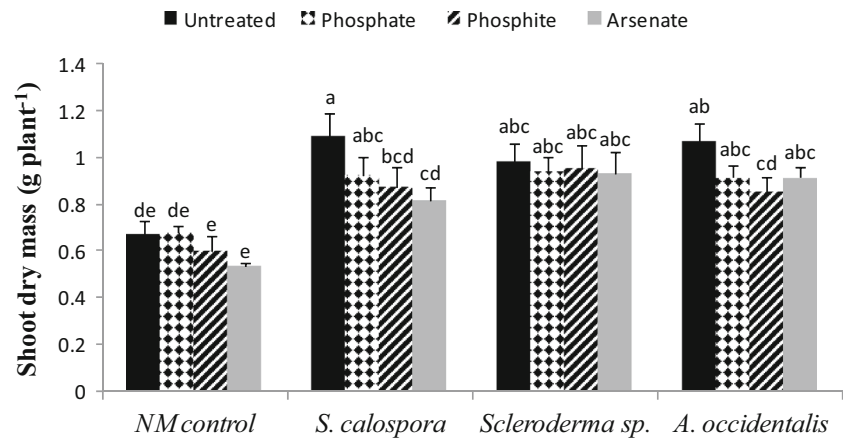 Untreated Phosphate Phosphite Arsenate
Shoot dry mass (g plant⁻¹)
1.4
1.2
1
0.8
0.6
0.4
0.2
0
de de e e
a abc bcd cd
abc abc abc abc
ab abc cd abc
NM control S. calospora Scleroderma sp. A. occidentalis